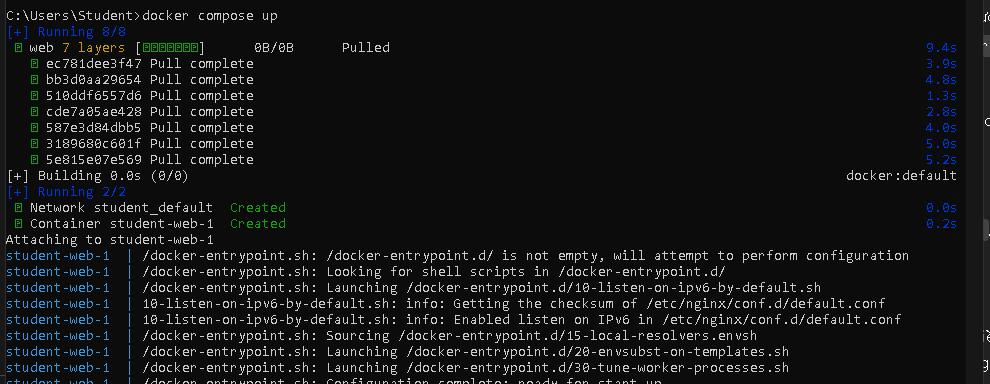 C:\Users\Student>docker compose up
[+] Running 8/8
web 7 layers [] 0B/0B Pulled 9.4s
ec781dee3f47 Pull complete 3.9s
bb3d0aa29654 Pull complete 4.8s
510ddf6557d6 Pull complete 1.3s
cde7a05ae428 Pull complete 2.8s
587e3d84dbb5 Pull complete 4.0s
3189680c601f Pull complete 5.0s
5e815e07e569 Pull complete 5.2s
[+] Building 0.0s (0/0) docker:default
[+] Running 2/2
Network student_default Created 0.0s
Container student-web-1 Created 0.2s
Attaching to student-web-1
student-web-1 | /docker-entrypoint.sh: /docker-entrypoint.d/ is not empty, will attempt to perform configuration
student-web-1 | /docker-entrypoint.sh: Looking for shell scripts in /docker-entrypoint.d/
student-web-1 | /docker-entrypoint.sh: Launching /docker-entrypoint.d/10-listen-on-ipv6-by-default.sh
student-web-1 | 10-listen-on-ipv6-by-default.sh: info: Getting the checksum of /etc/nginx/conf.d/default.conf
student-web-1 | 10-listen-on-ipv6-by-default.sh: info: Enabled listen on IPv6 in /etc/nginx/conf.d/default.conf
student-web-1 | /docker-entrypoint.sh: Sourcing /docker-entrypoint.d/15-local-resolvers.envsh
student-web-1 | /docker-entrypoint.sh: Launching /docker-entrypoint.d/20-envsubst-on-templates.sh
student-web-1 | /docker-entrypoint.sh: Launching /docker-entrypoint.d/30-tune-worker-processes.sh
student-web-1 | /docker-entrypoint.sh: Configuration complete; ready for start up